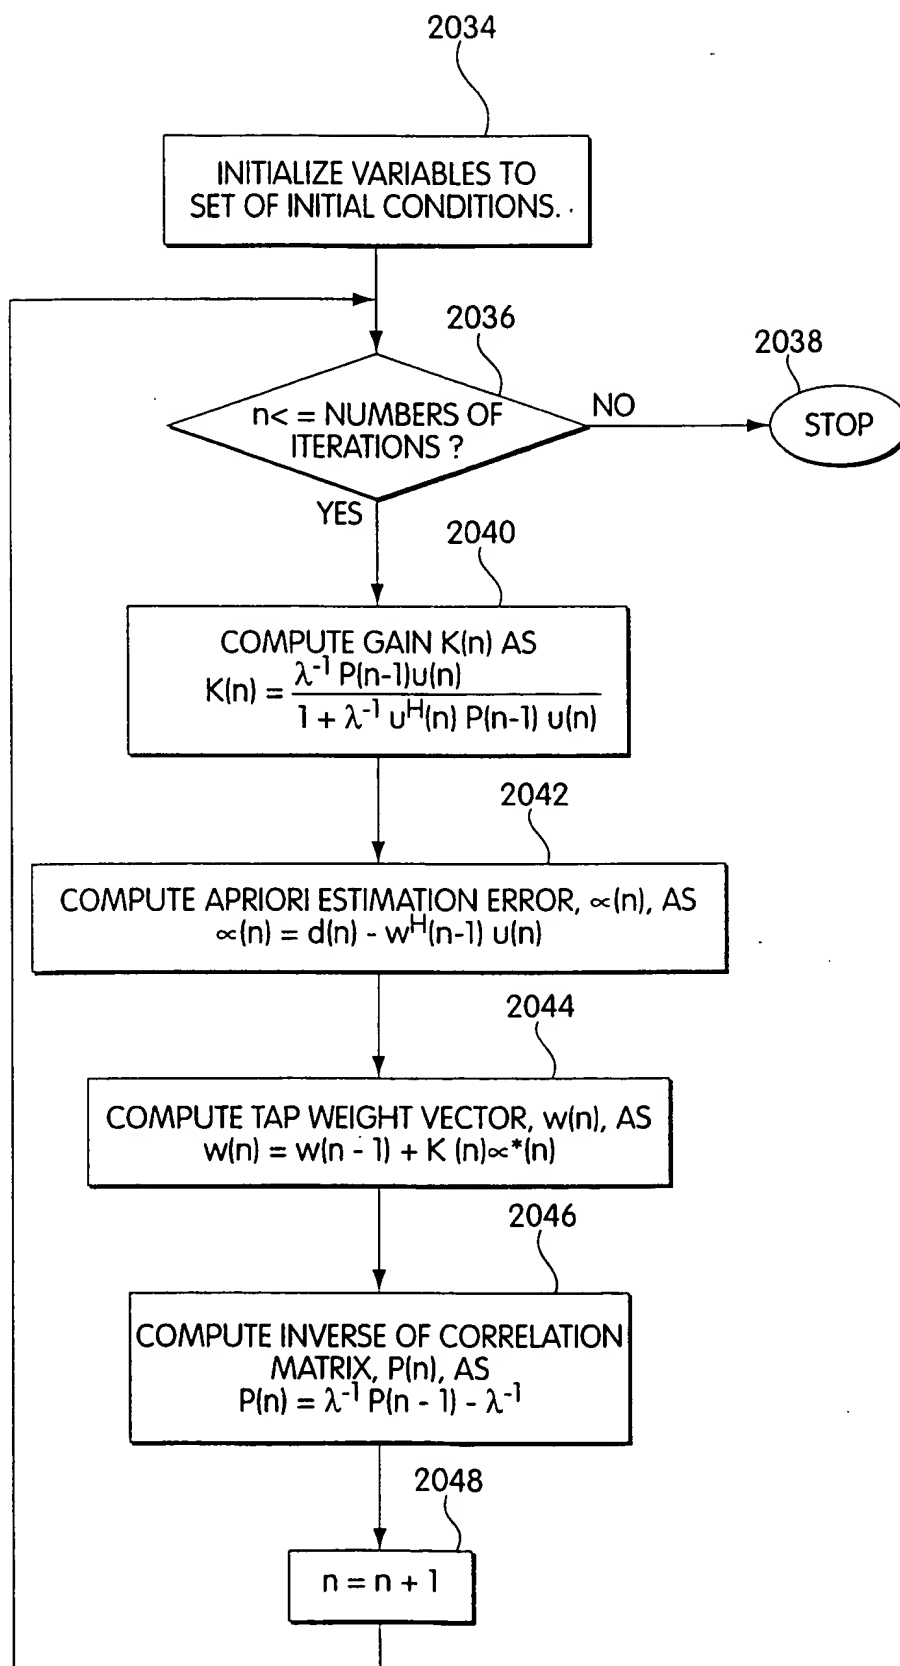 2034
INITIALIZE VARIABLES TO
SET OF INITIAL CONDITIONS.
2036
2038
n< = NUMBERS OF
ITERATIONS ?
NO
STOP
YES
2040
COMPUTE GAIN K(n) AS
K(n) = λ⁻¹ P(n-1)u(n)
1 + λ⁻¹ uᴴ(n) P(n-1) u(n)
2042
COMPUTE APRIORI ESTIMATION ERROR, ∝(n), AS
∝(n) = d(n) - wᴴ(n-1) u(n)
2044
COMPUTE TAP WEIGHT VECTOR, w(n), AS
w(n) = w(n - 1) + K (n)∝*(n)
2046
COMPUTE INVERSE OF CORRELATION
MATRIX, P(n), AS
P(n) = λ⁻¹ P(n - 1) - λ⁻¹
2048
n = n + 1